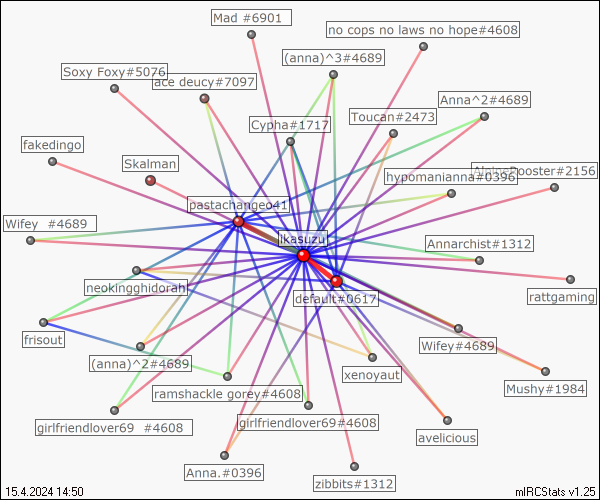 Mad #6901
no cops no laws no hope#4608
(anna)^3#4689
Soxy Foxy#5076
ace deucy#7097
Anna^2#4689
Toucan#2473
Cypha#1717
fakedingo
Skalman
hypomanianna#0396
Rooster#2156
pastachangeo41
Wifey #4689
lkasuzu
Annarchist#1312
neokingghidorah
rattgaming
default#0617
frisout
Wifey#4689
(anna)^2#4689
xenoyaut
Mushy#1984
ramshackle gorey#4608
girlfriendlover69 #4608
girlfriendlover69#4608
avelicious
Anna.#0396
zibbits#1312
15.4.2024 14:50
mIRCStats v1.25